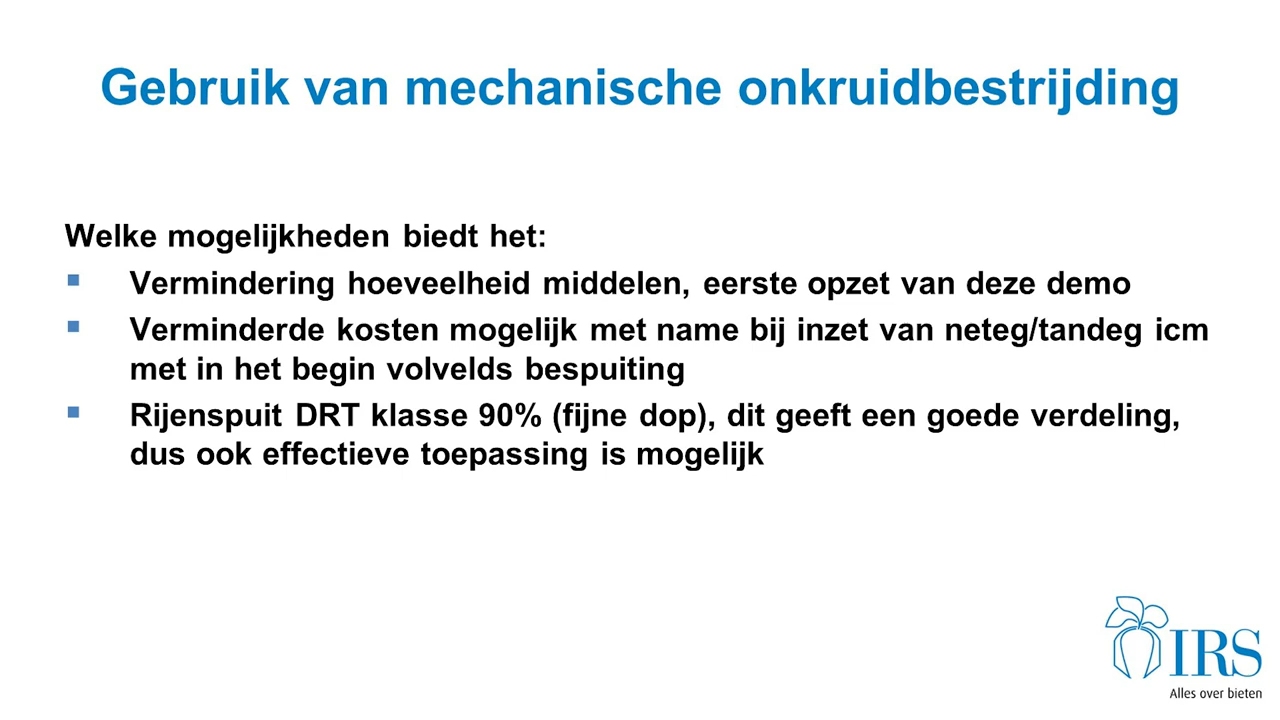 Gebruik van mechanische onkruidbestrijding
Welke mogelijkheden biedt het:
▪ Vermindering hoeveelheid middelen, eerste opzet van deze demo
▪ Verminderde kosten mogelijk met name bij inzet van neteg/tandeg icm
met in het begin volvelds bespuiting
▪ Rijenspuit DRT klasse 90% (fijne dop), dit geeft een goede verdeling,
dus ook effectieve toepassing is mogelijk
IRS
Alles over bieten